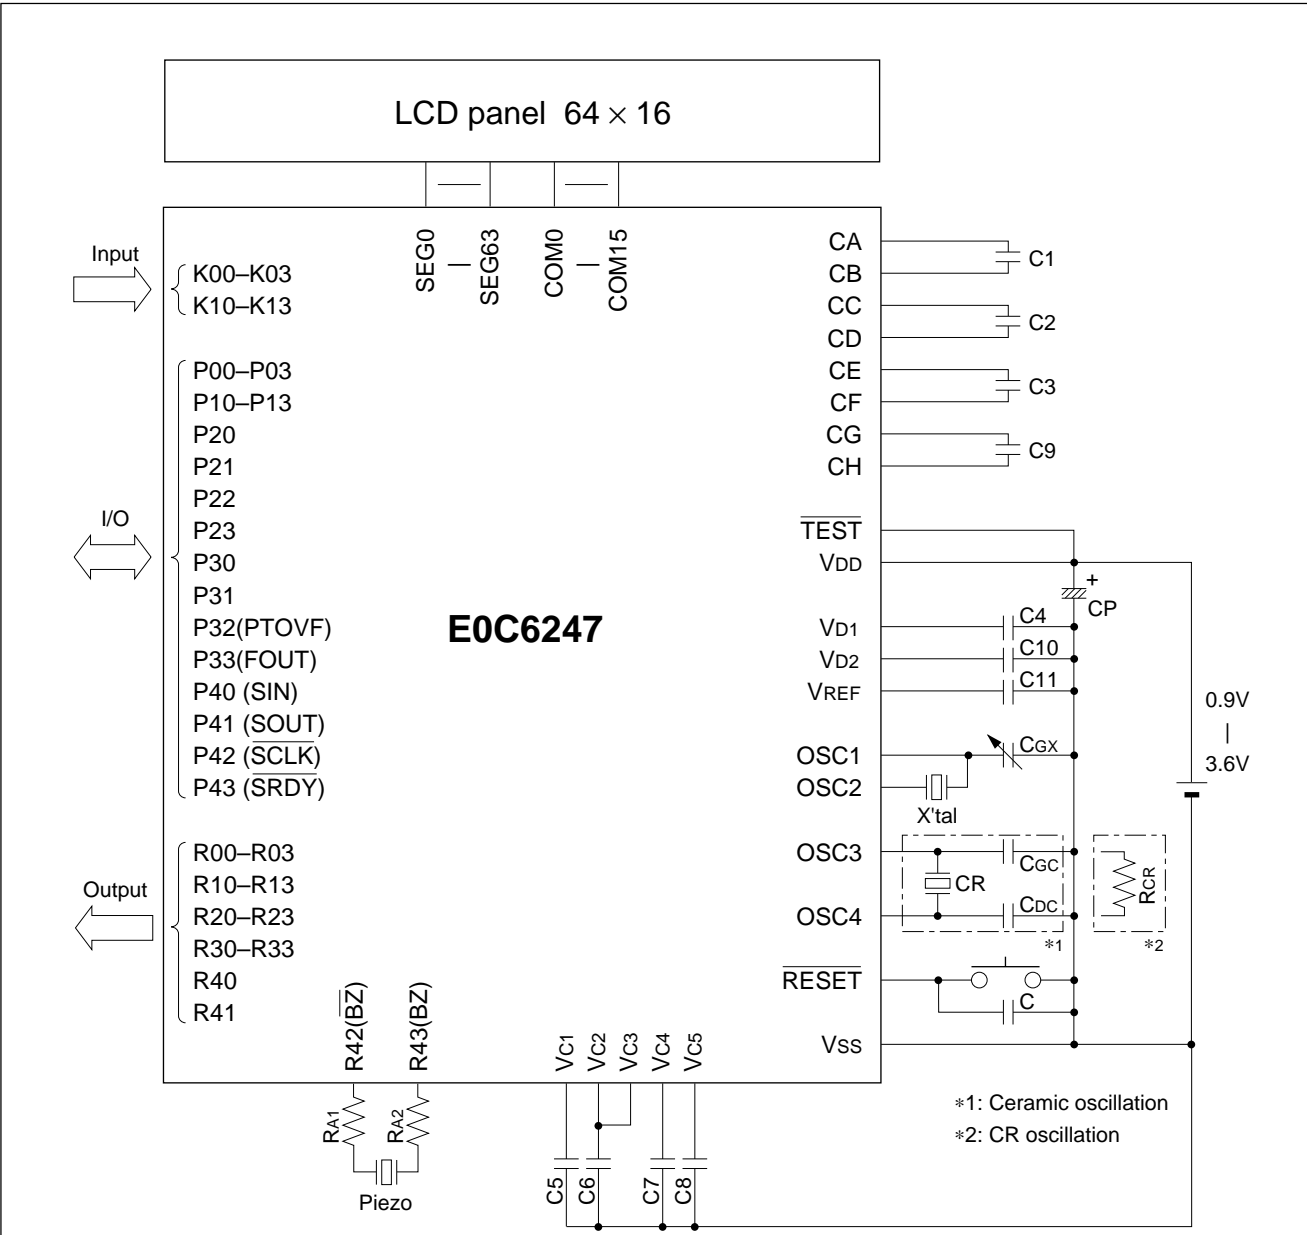 LCD panel 64 × 16
SEG0 — SEG63
COM0 — COM15
Input
K00–K03
K10–K13
I/O
P00–P03
P10–P13
P20
P21
P22
P23
P30
P31
P32(PTOVF)
P33(FOUT)
P40 (SIN)
P41 (SOUT)
P42 (S̅C̅L̅K̅)
P43 (S̅R̅D̅Y̅)
Output
R00–R03
R10–R13
R20–R23
R30–R33
R40
R41
E0C6247
CA
CB
C1
CC
CD
C2
CE
CF
C3
CG
CH
C9
T̅E̅S̅T̅
VDD
+
CP
VD1
C4
VD2
C10
VREF
C11
0.9V
|
3.6V
OSC1
CGX
OSC2
X'tal
OSC3
CGC
CR
OSC4
CDC
*1
RCR
*2
R̅E̅S̅E̅T̅
C
VSS
R42(B̅Z̅)
R43(BZ)
RA1
RA2
Piezo
VC1
VC2
VC3
VC4
VC5
C5
C6
C7
C8
*1: Ceramic oscillation
*2: CR oscillation